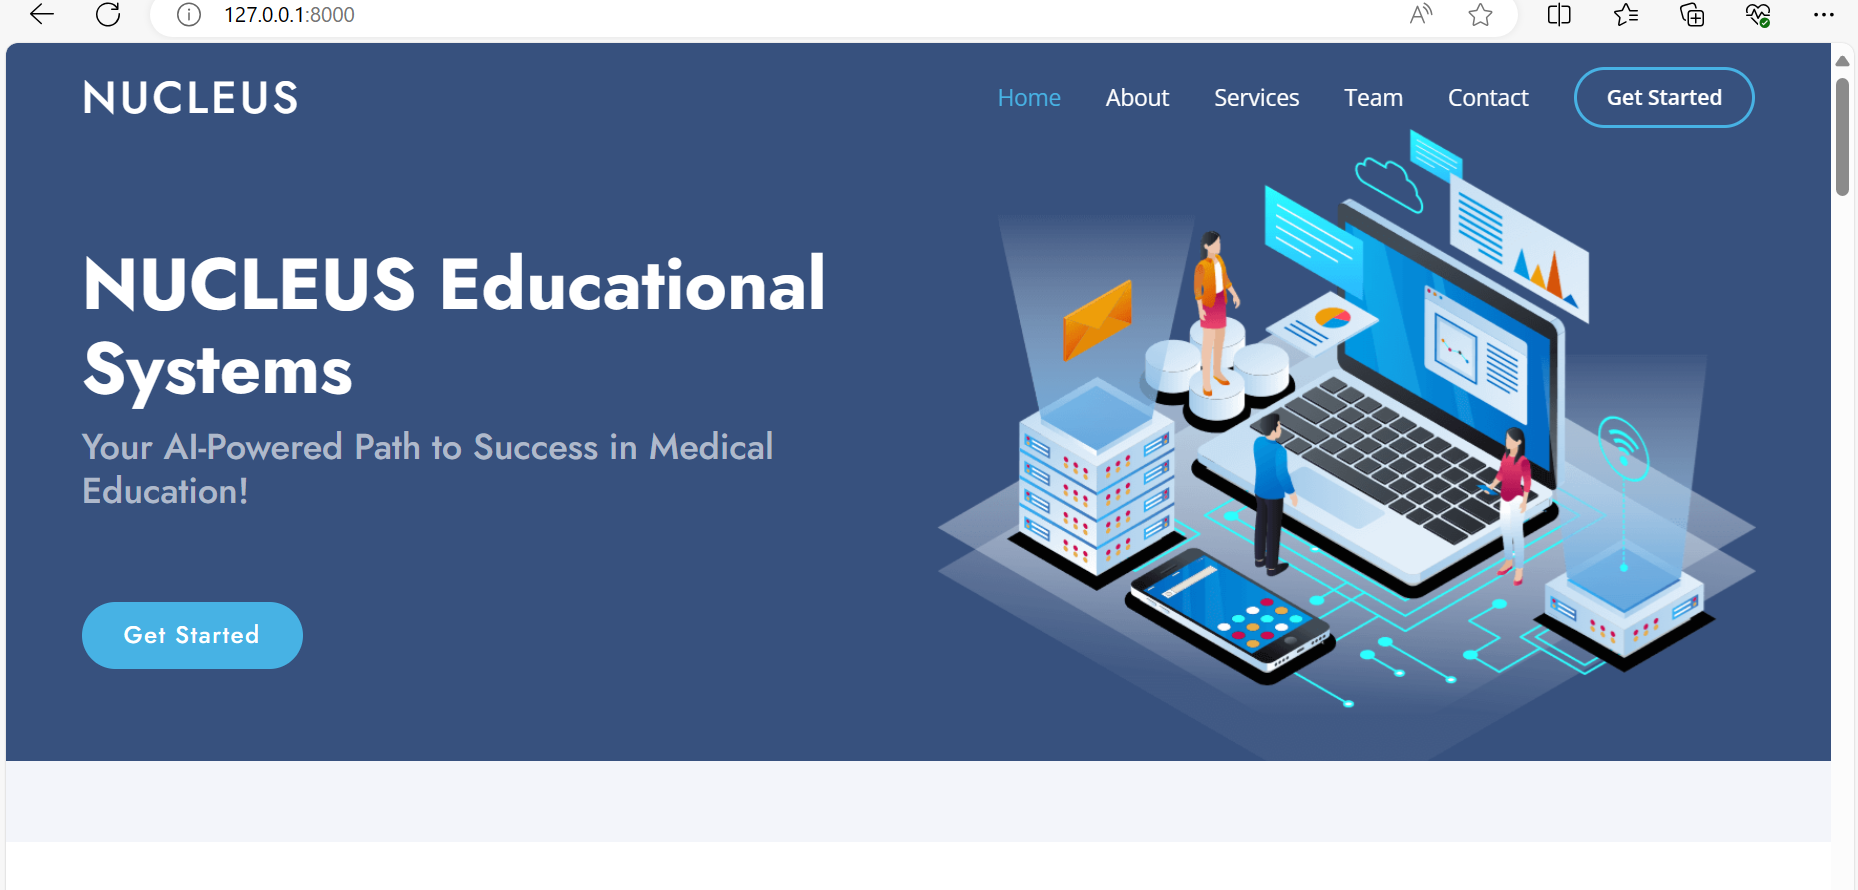 127.0.0.1:8000
NUCLEUS
Home About Services Team Contact Get Started
NUCLEUS Educational
Systems
Your AI-Powered Path to Success in Medical
Education!
Get Started